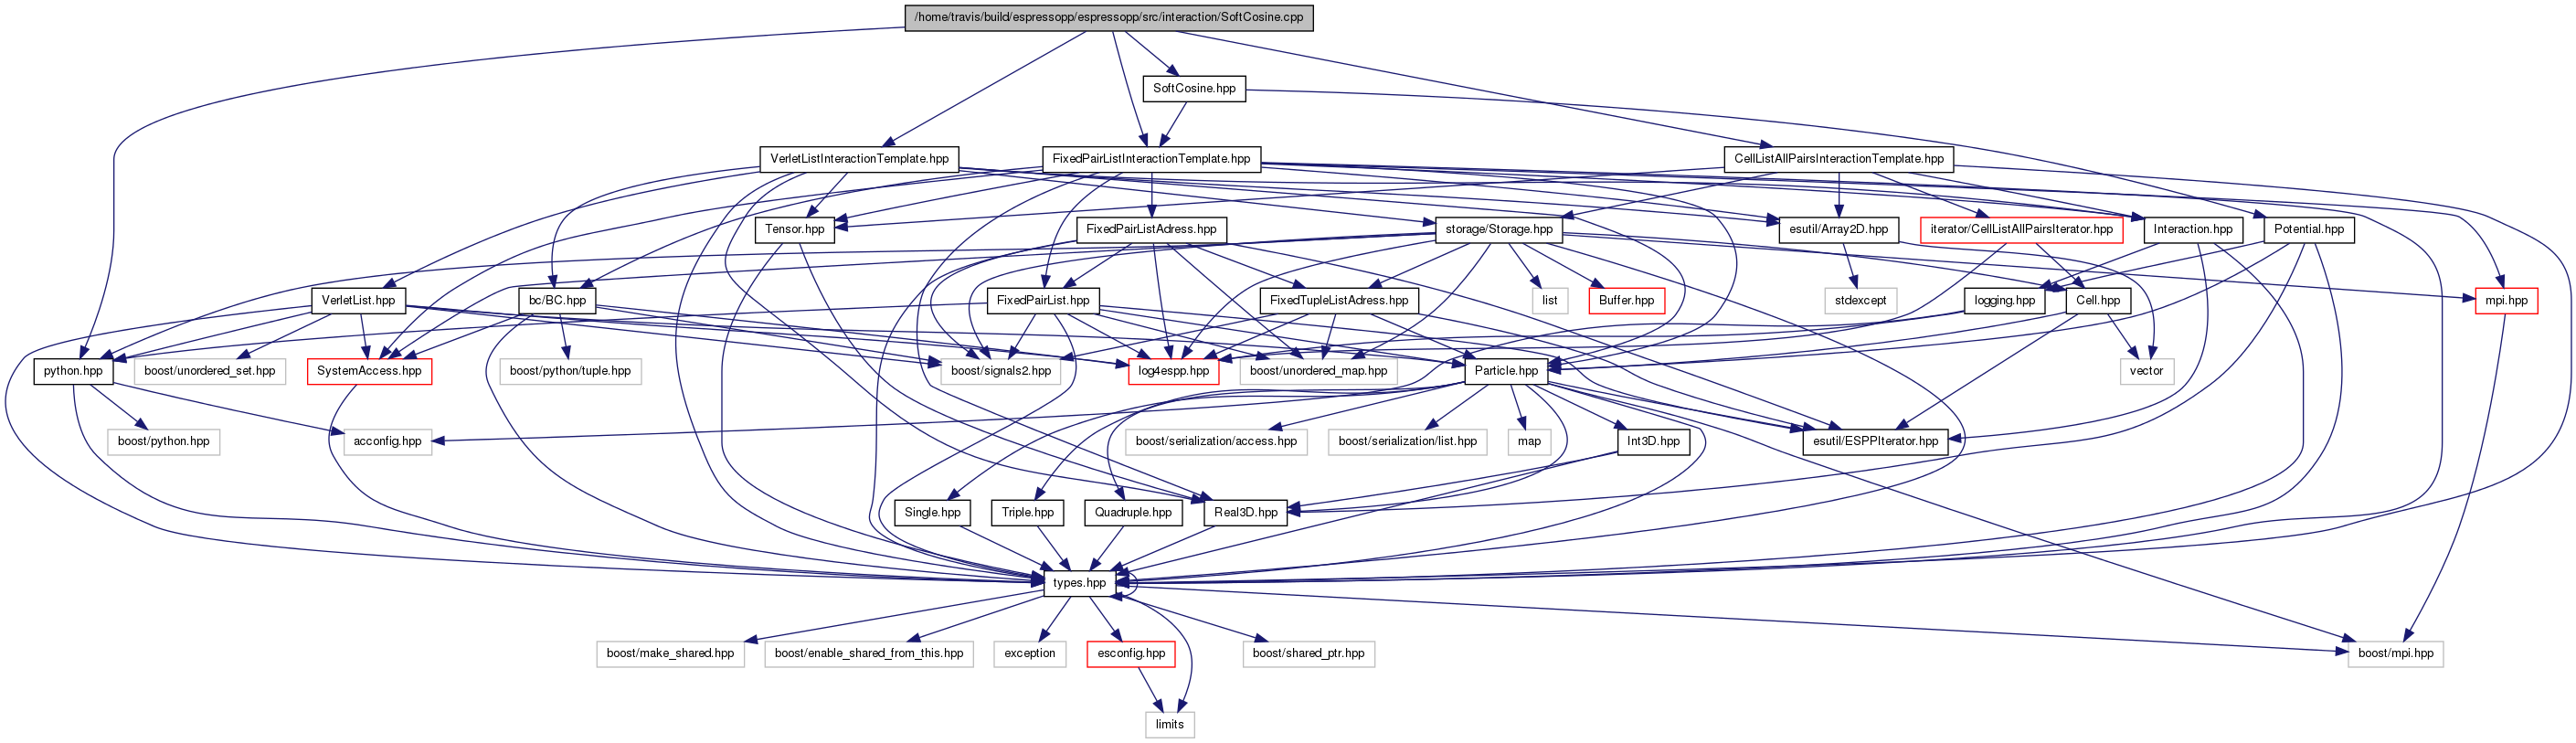 /home/travis/build/espressopp/espressopp/src/interaction/SoftCosine.cpp
SoftCosine.hpp
VerletListInteractionTemplate.hpp
FixedPairListInteractionTemplate.hpp
CellListAllPairsInteractionTemplate.hpp
Tensor.hpp
FixedPairListAdress.hpp
storage/Storage.hpp
esutil/Array2D.hpp
iterator/CellListAllPairsIterator.hpp
Interaction.hpp
Potential.hpp
VerletList.hpp
bc/BC.hpp
FixedPairList.hpp
FixedTupleListAdress.hpp
list
Buffer.hpp
stdexcept
logging.hpp
Cell.hpp
mpi.hpp
python.hpp
boost/unordered_set.hpp
SystemAccess.hpp
boost/python/tuple.hpp
boost/signals2.hpp
log4espp.hpp
boost/unordered_map.hpp
Particle.hpp
vector
boost/python.hpp
acconfig.hpp
boost/serialization/access.hpp
boost/serialization/list.hpp
map
Int3D.hpp
esutil/ESPPIterator.hpp
Single.hpp
Triple.hpp
Quadruple.hpp
Real3D.hpp
types.hpp
boost/make_shared.hpp
boost/enable_shared_from_this.hpp
exception
esconfig.hpp
boost/shared_ptr.hpp
boost/mpi.hpp
limits